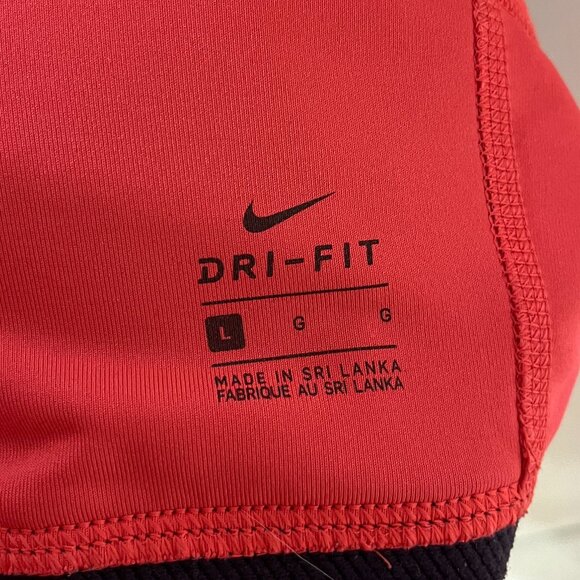 DRI-FIT
L G G
MADE IN SRI LANKA
FABRIQUE AU SRI LANKA